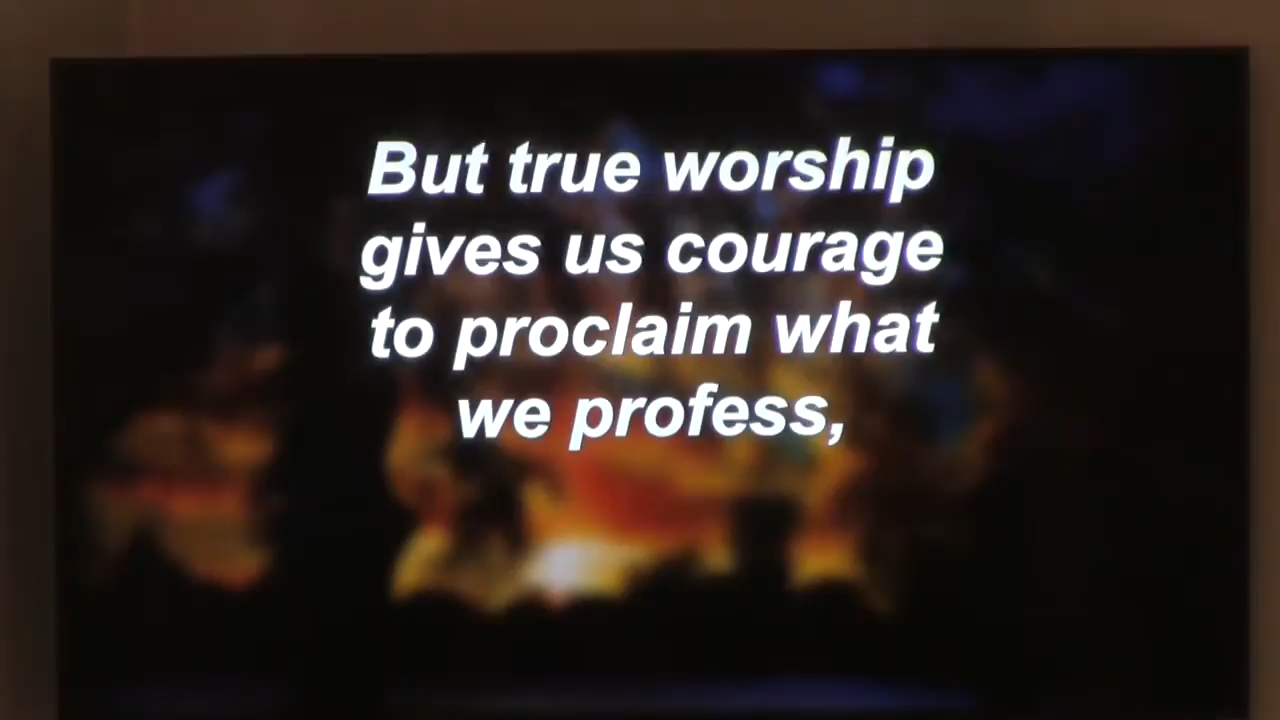 But true worship
gives us courage
to proclaim what
we profess,